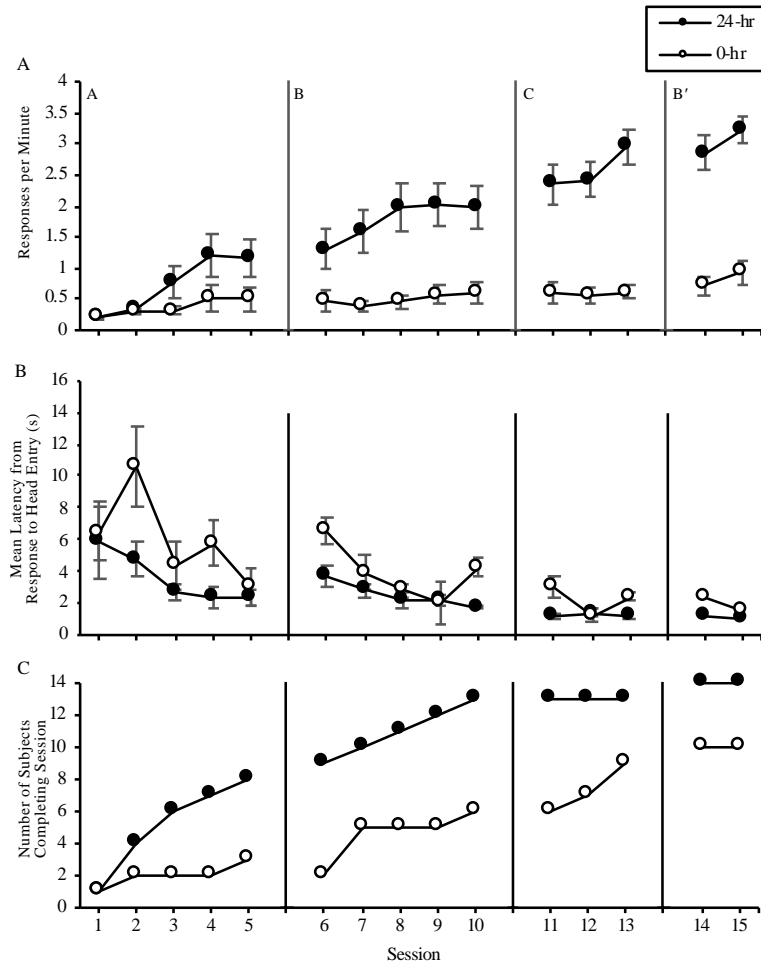 24-hr
0-hr
A
A
B
C
B′
Responses per Minute
4
3.5
3
2.5
2
1.5
1
0.5
0
B
Mean Latency from
Response to Head Entry (s)
16
14
12
10
8
6
4
2
0
C
Number of Subjects
Completing Session
14
12
10
8
6
4
2
0
1 2 3 4 5 6 7 8 9 10 11 12 13 14 15
Session